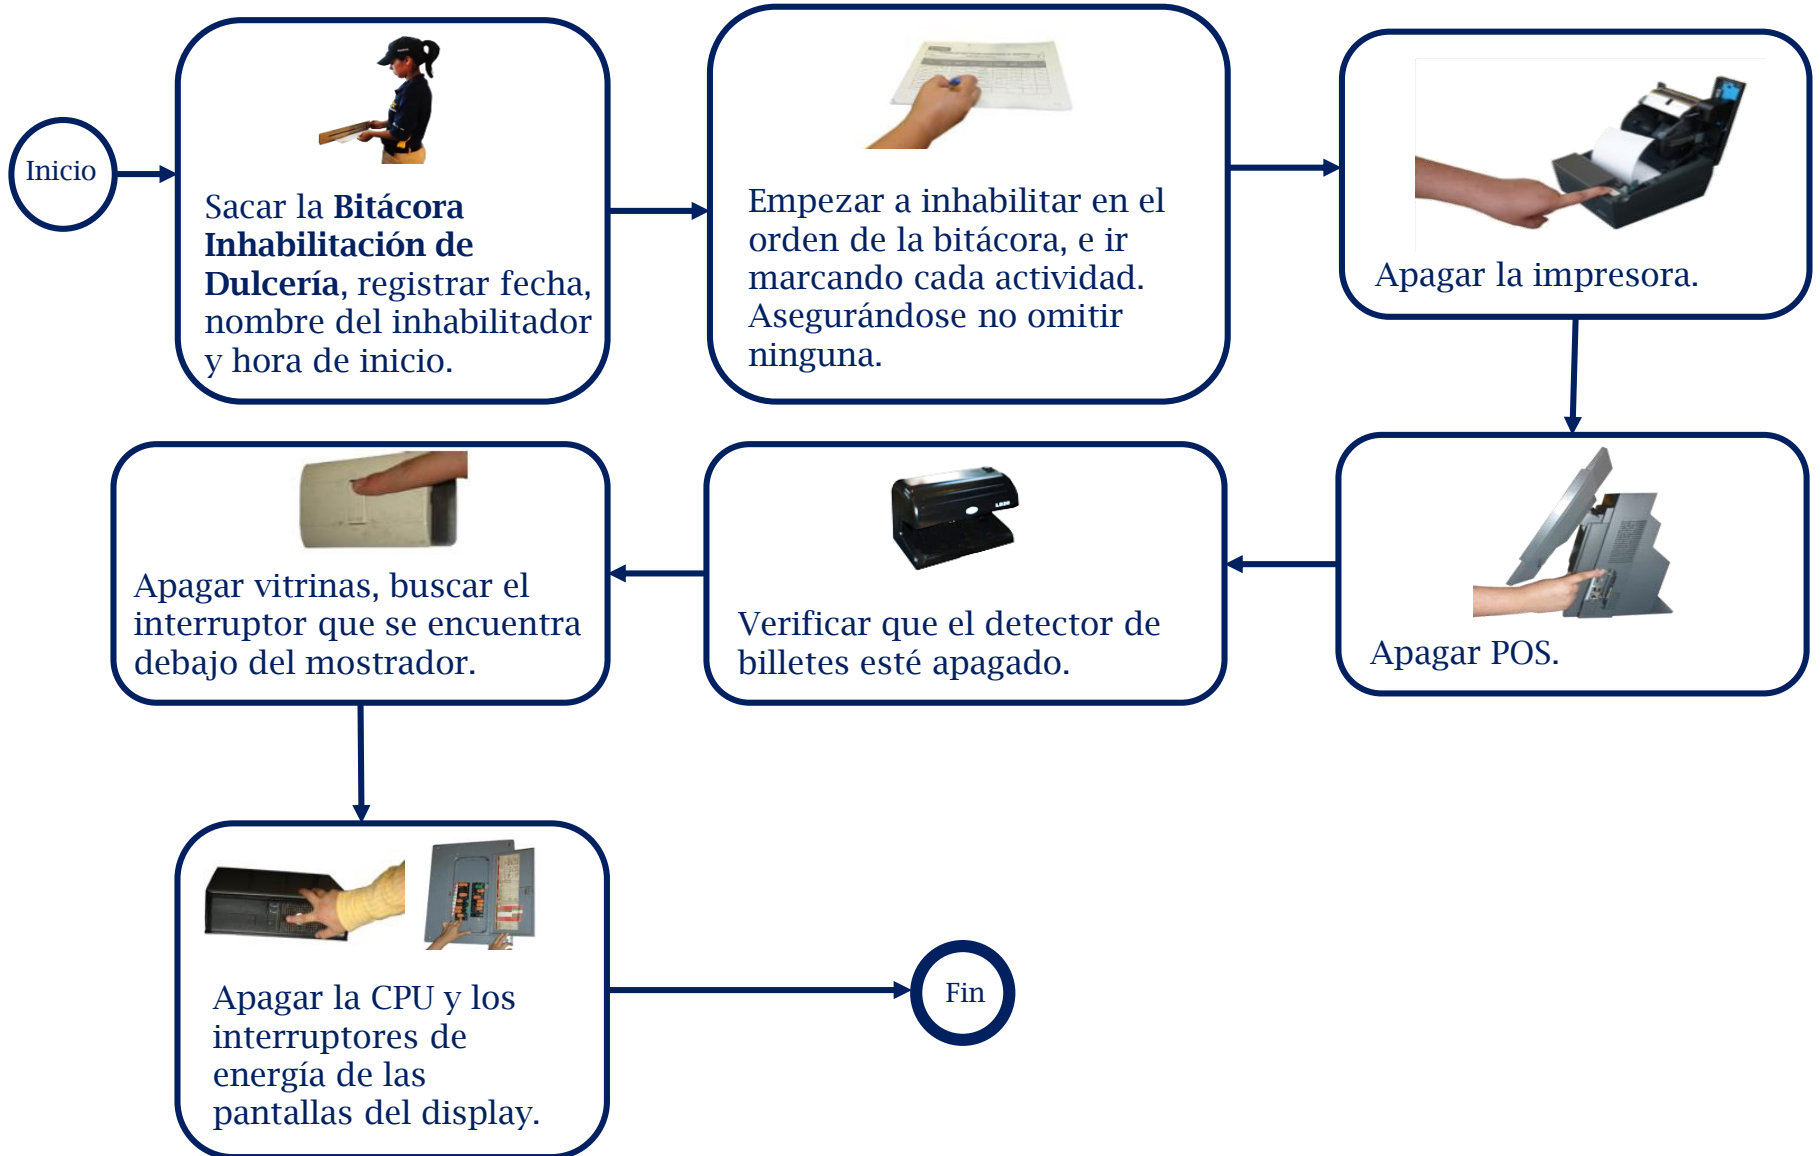 Inicio
Sacar la Bitácora
Inhabilitación de
Dulcería, registrar fecha,
nombre del inhabilitador
y hora de inicio.
Empezar a inhabilitar en el
orden de la bitácora, e ir
marcando cada actividad.
Asegurándose no omitir
ninguna.
Apagar la impresora.
Apagar POS.
Verificar que el detector de
billetes esté apagado.
Apagar vitrinas, buscar el
interruptor que se encuentra
debajo del mostrador.
Apagar la CPU y los
interruptores de
energía de las
pantallas del display.
Fin